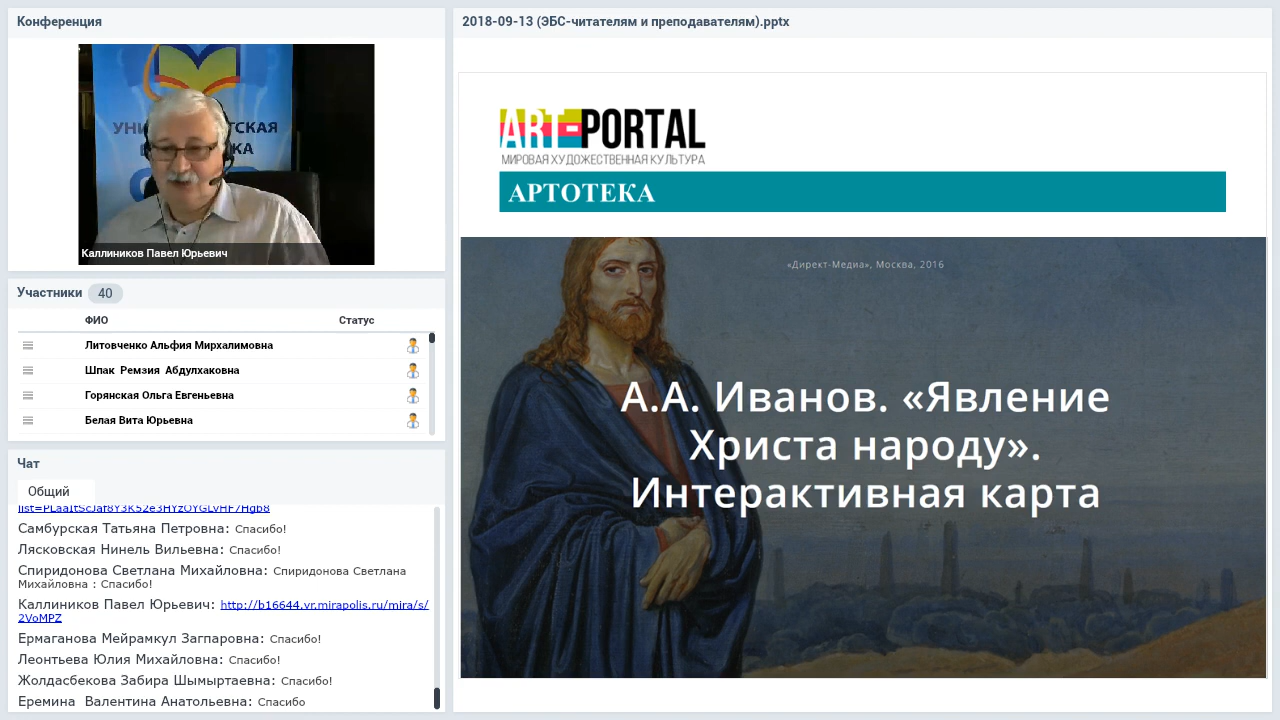 Конференция
УНИ
ТСКАЯ
КА
Каллиников Павел Юрьевич
Участники 40
ФИО Статус
Литовченко Альфия Мирхалимовна
Шпак Ремзия Абдулхаковна
Горянская Ольга Евгеньевна
Белая Вита Юрьевна
Чат
Общий
Самбурская Татьяна Петровна: Спасибо!
Лясковская Нинель Вильевна: Спасибо!
Спиридонова Светлана Михайловна: Спиридонова Светлана
Михайловна : Спасибо!
Каллиников Павел Юрьевич: http://b16644.vr.mirapolis.ru/mira/s/
2VoMPZ
Ермаганова Мейрамкул Загпаровна: Спасибо!
Леонтьева Юлия Михайловна: Спасибо!
Жолдасбекова Забира Шымыртаевна: Спасибо!
Еремина Валентина Анатольевна: Спасибо
2018-09-13 (ЭБС-читателям и преподавателям).pptx
ART-PORTAL
МИРОВАЯ ХУДОЖЕСТВЕННАЯ КУЛЬТУРА
АРТОТЕКА
«Директ-Медиа», Москва, 2016
А.А. Иванов. «Явление
Христа народу».
Интерактивная карта